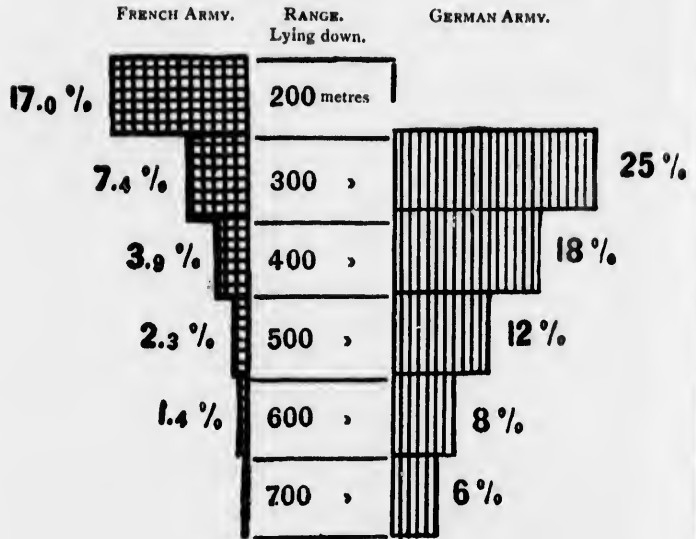 FRENCH ARMY. RANGE. GERMAN ARMY.
Lying down.
17.0 % 200 metres
7.4 % 300 » 25 %
3.9 % 400 » 18 %
2.3 % 500 » 12 %
1.4 % 600 » 8 %
700 » 6 %